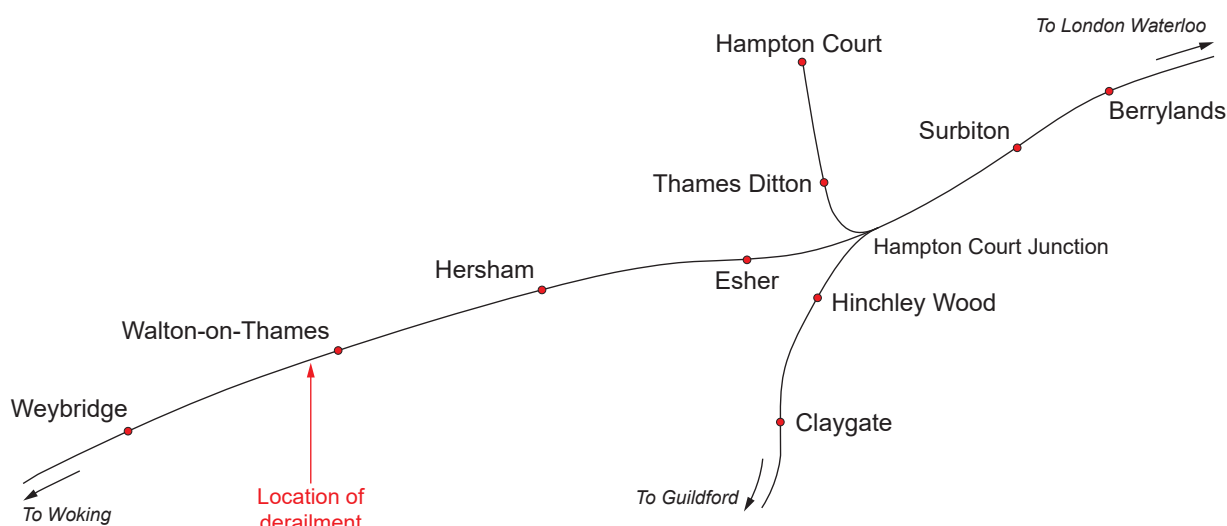 To London Waterloo
Hampton Court
Berrylands
Surbiton
Thames Ditton
Hampton Court Junction
Hersham
Esher
Hinchley Wood
Walton-on-Thames
Weybridge
Claygate
Location of
derailment
To Guildford
To Woking